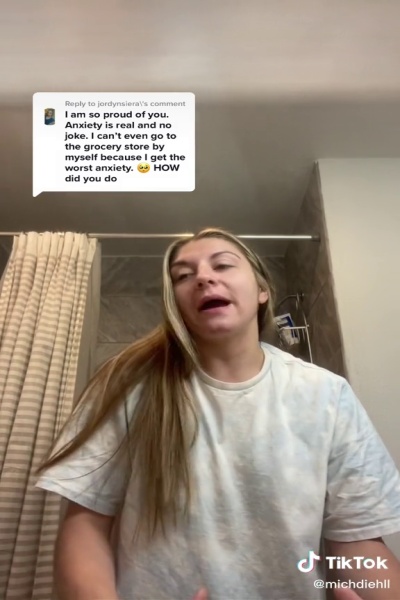 Reply to jordynsiera\'s comment
I am so proud of you.
Anxiety is real and no
joke. I can't even go to
the grocery store by
myself because I get the
worst anxiety. 🥺 HOW
did you do
TikTok
@michdiehll